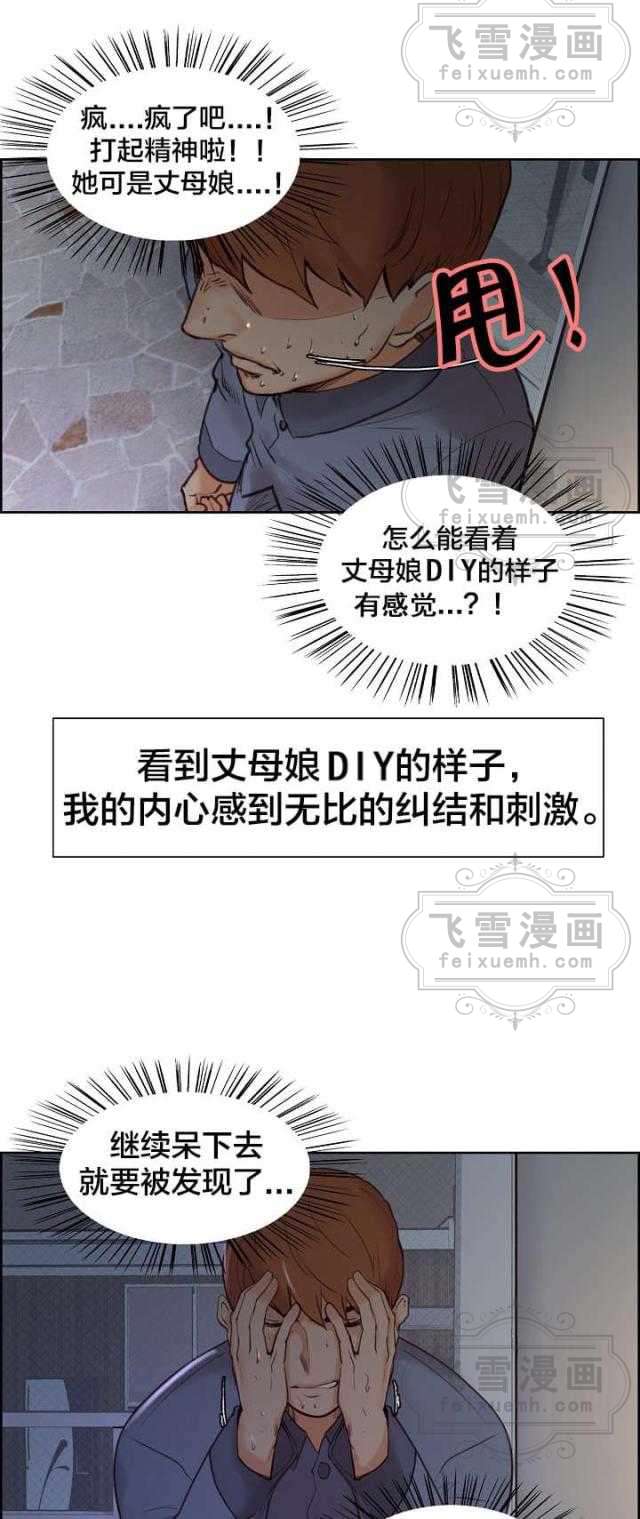 飞雪漫画
feixuemh.com
疯....疯了吧....!
打起精神啦!!
她可是丈母娘....!
甩!
飞雪漫画
feixuemh.com
怎么能看着
丈母娘DIY的样子
有感觉...?!
看到丈母娘DIY的样子,
我的内心感到无比的纠结和刺激。
飞雪漫画
feixuemh.com
继续呆下去
就要被发现了...
雪漫画
feixuemh.com